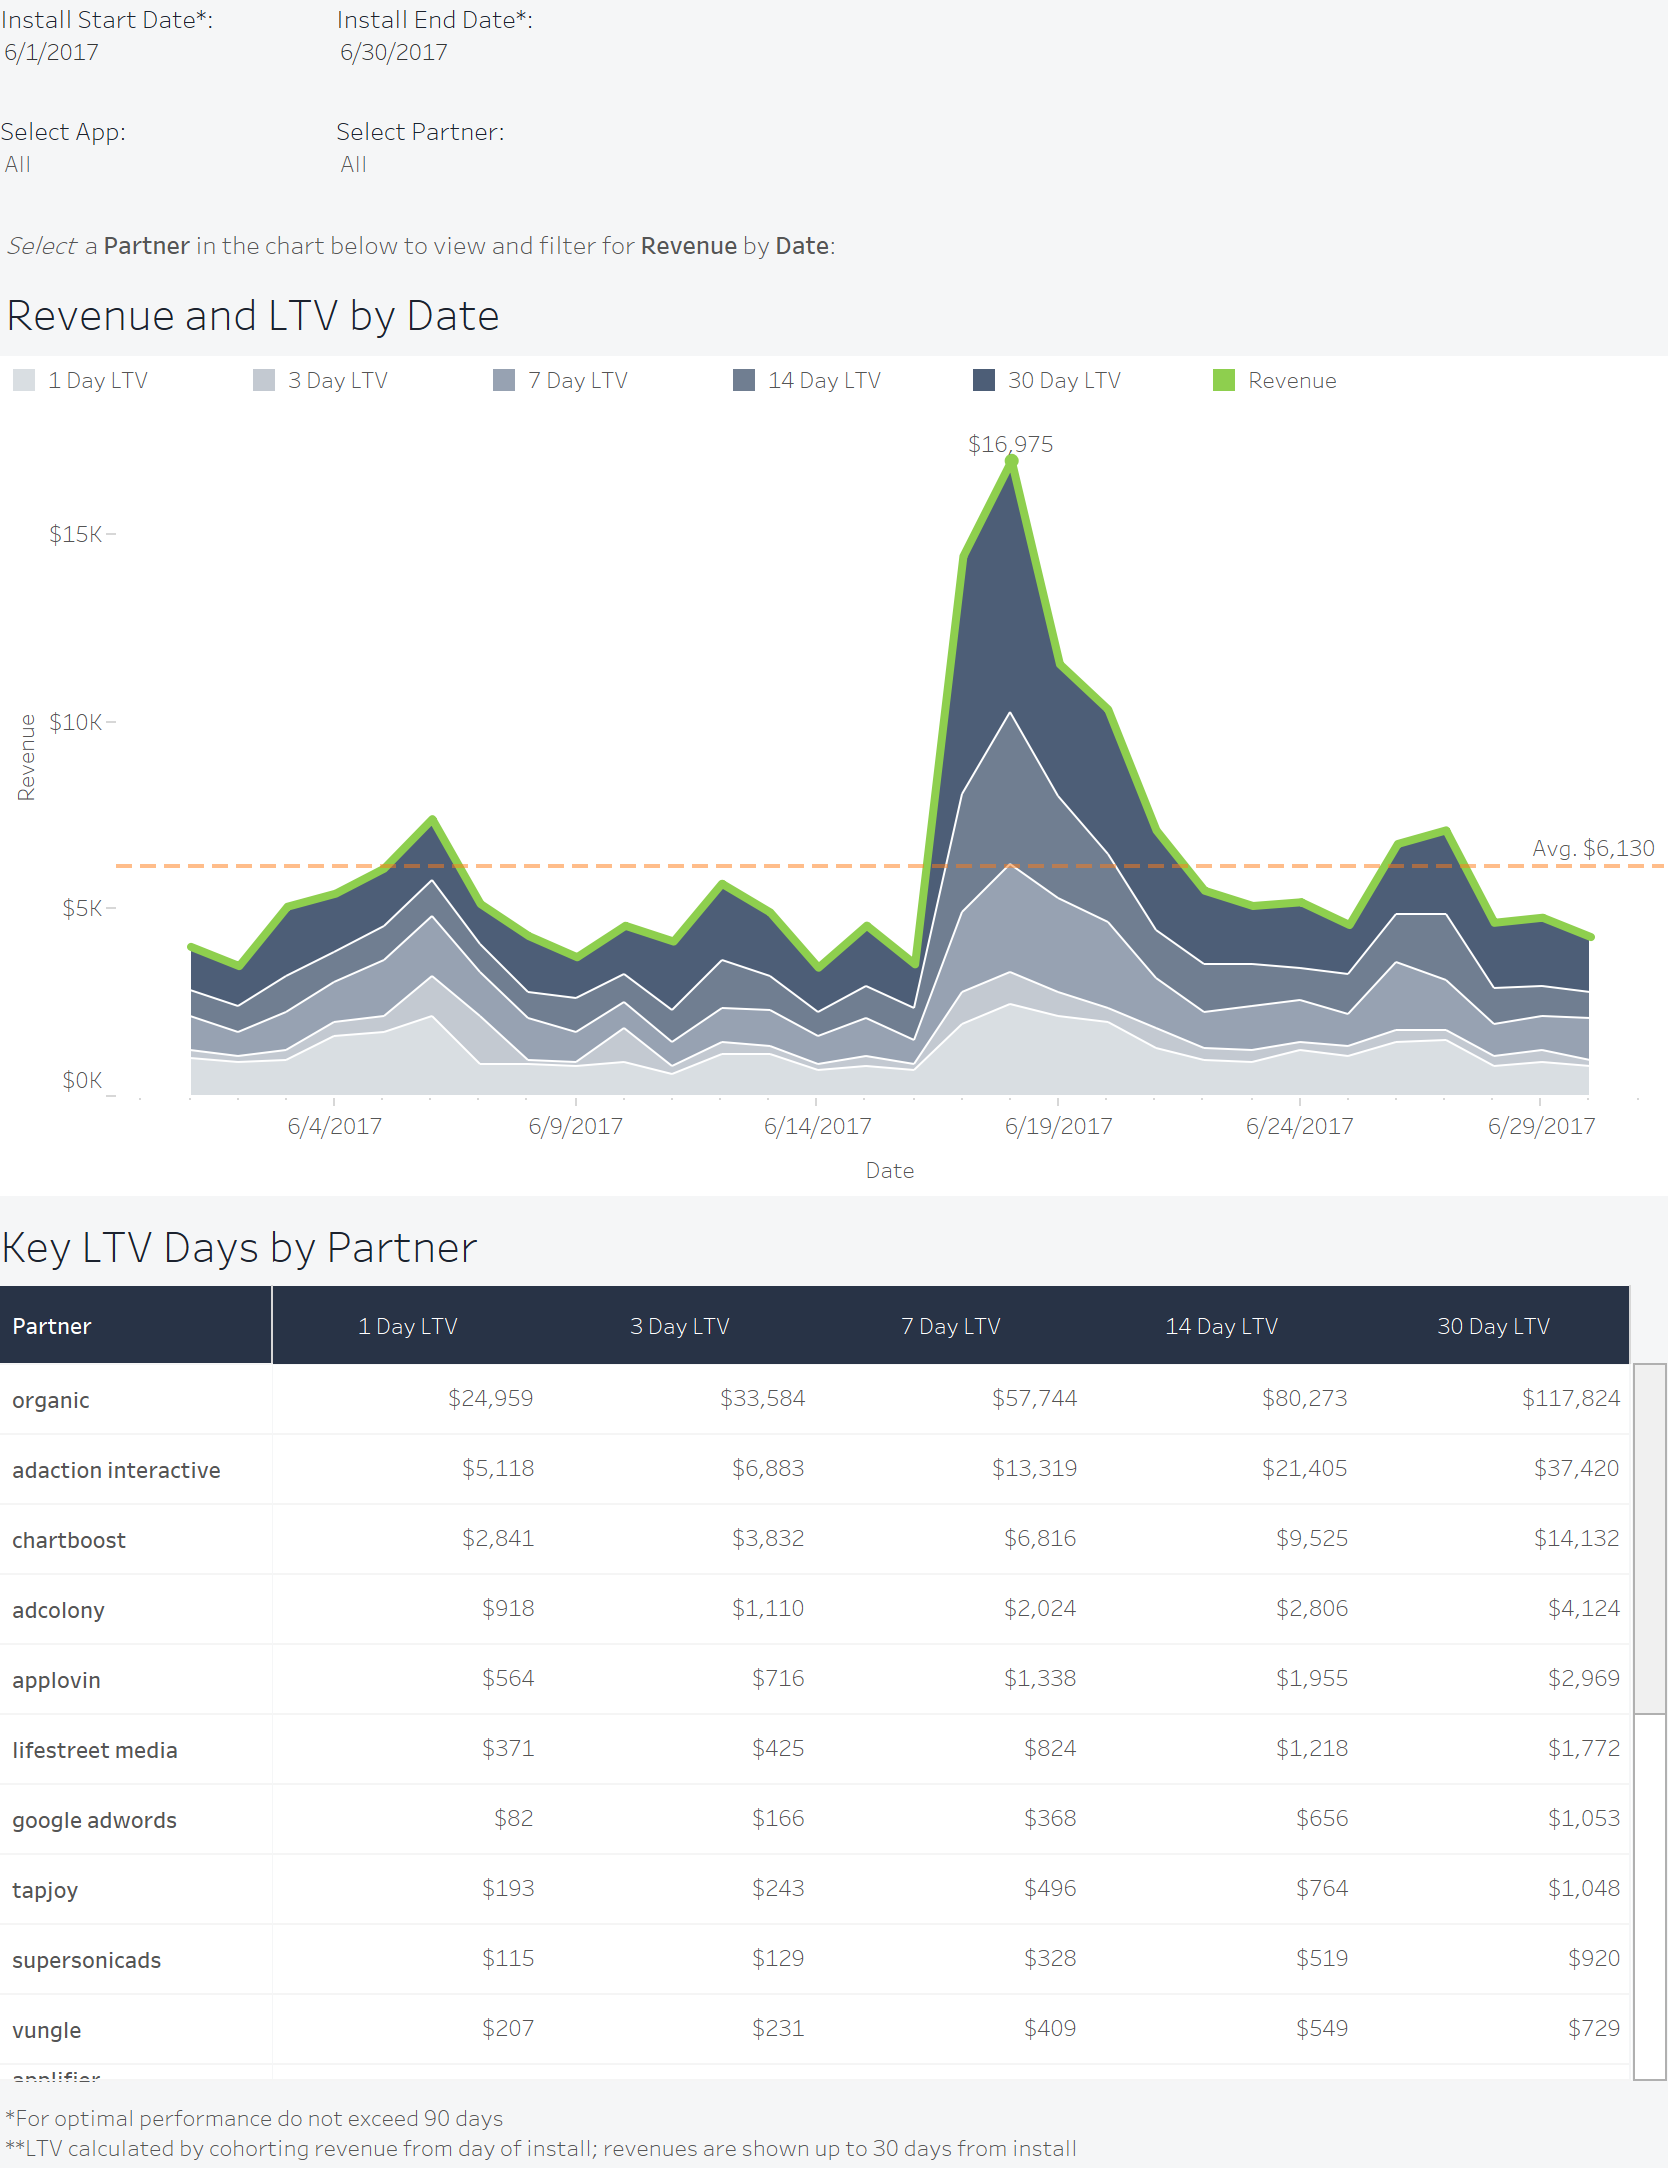 Install Start Date*: Install End Date*:
6/1/2017 6/30/2017
Select App: Select Partner:
All All
Select a Partner in the chart below to view and filter for Revenue by Date:
Revenue and LTV by Date
1 Day LTV 3 Day LTV 7 Day LTV 14 Day LTV 30 Day LTV Revenue
$16,975
$15K
$10K
Revenue
Avg. $6,130
$5K
$0K
6/4/2017 6/9/2017 6/14/2017 6/19/2017 6/24/2017 6/29/2017
Date
Key LTV Days by Partner
Partner 1 Day LTV 3 Day LTV 7 Day LTV 14 Day LTV 30 Day LTV
organic $24,959 $33,584 $57,744 $80,273 $117,824
adaction interactive $5,118 $6,883 $13,319 $21,405 $37,420
chartboost $2,841 $3,832 $6,816 $9,525 $14,132
adcolony $918 $1,110 $2,024 $2,806 $4,124
applovin $564 $716 $1,338 $1,955 $2,969
lifestreet media $371 $425 $824 $1,218 $1,772
google adwords $82 $166 $368 $656 $1,053
tapjoy $193 $243 $496 $764 $1,048
supersonicads $115 $129 $328 $519 $920
vungle $207 $231 $409 $549 $729
applifier
*For optimal performance do not exceed 90 days
**LTV calculated by cohorting revenue from day of install; revenues are shown up to 30 days from install